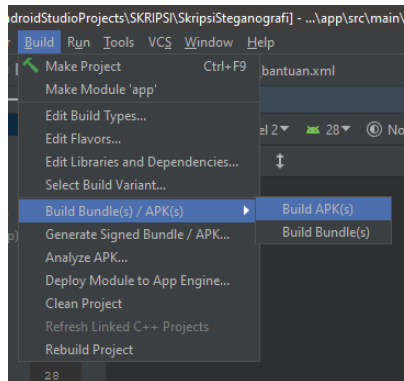 ndroidStudioProjects\SKRIPSI\SkripsiSteganografi] - ...\app\src\main\
Build Run Tools VCS Window Help
Make Project Ctrl+F9
_bantuan.xml
Make Module 'app'
Edit Build Types...
el 2 28 No
Edit Flavors...
Edit Libraries and Dependencies...
Select Build Variant...
Build Bundle(s) / APK(s) Build APK(s)
Generate Signed Bundle / APK... Build Bundle(s)
Analyze APK...
Deploy Module to App Engine...
Clean Project
Refresh Linked C++ Projects
Rebuild Project
28